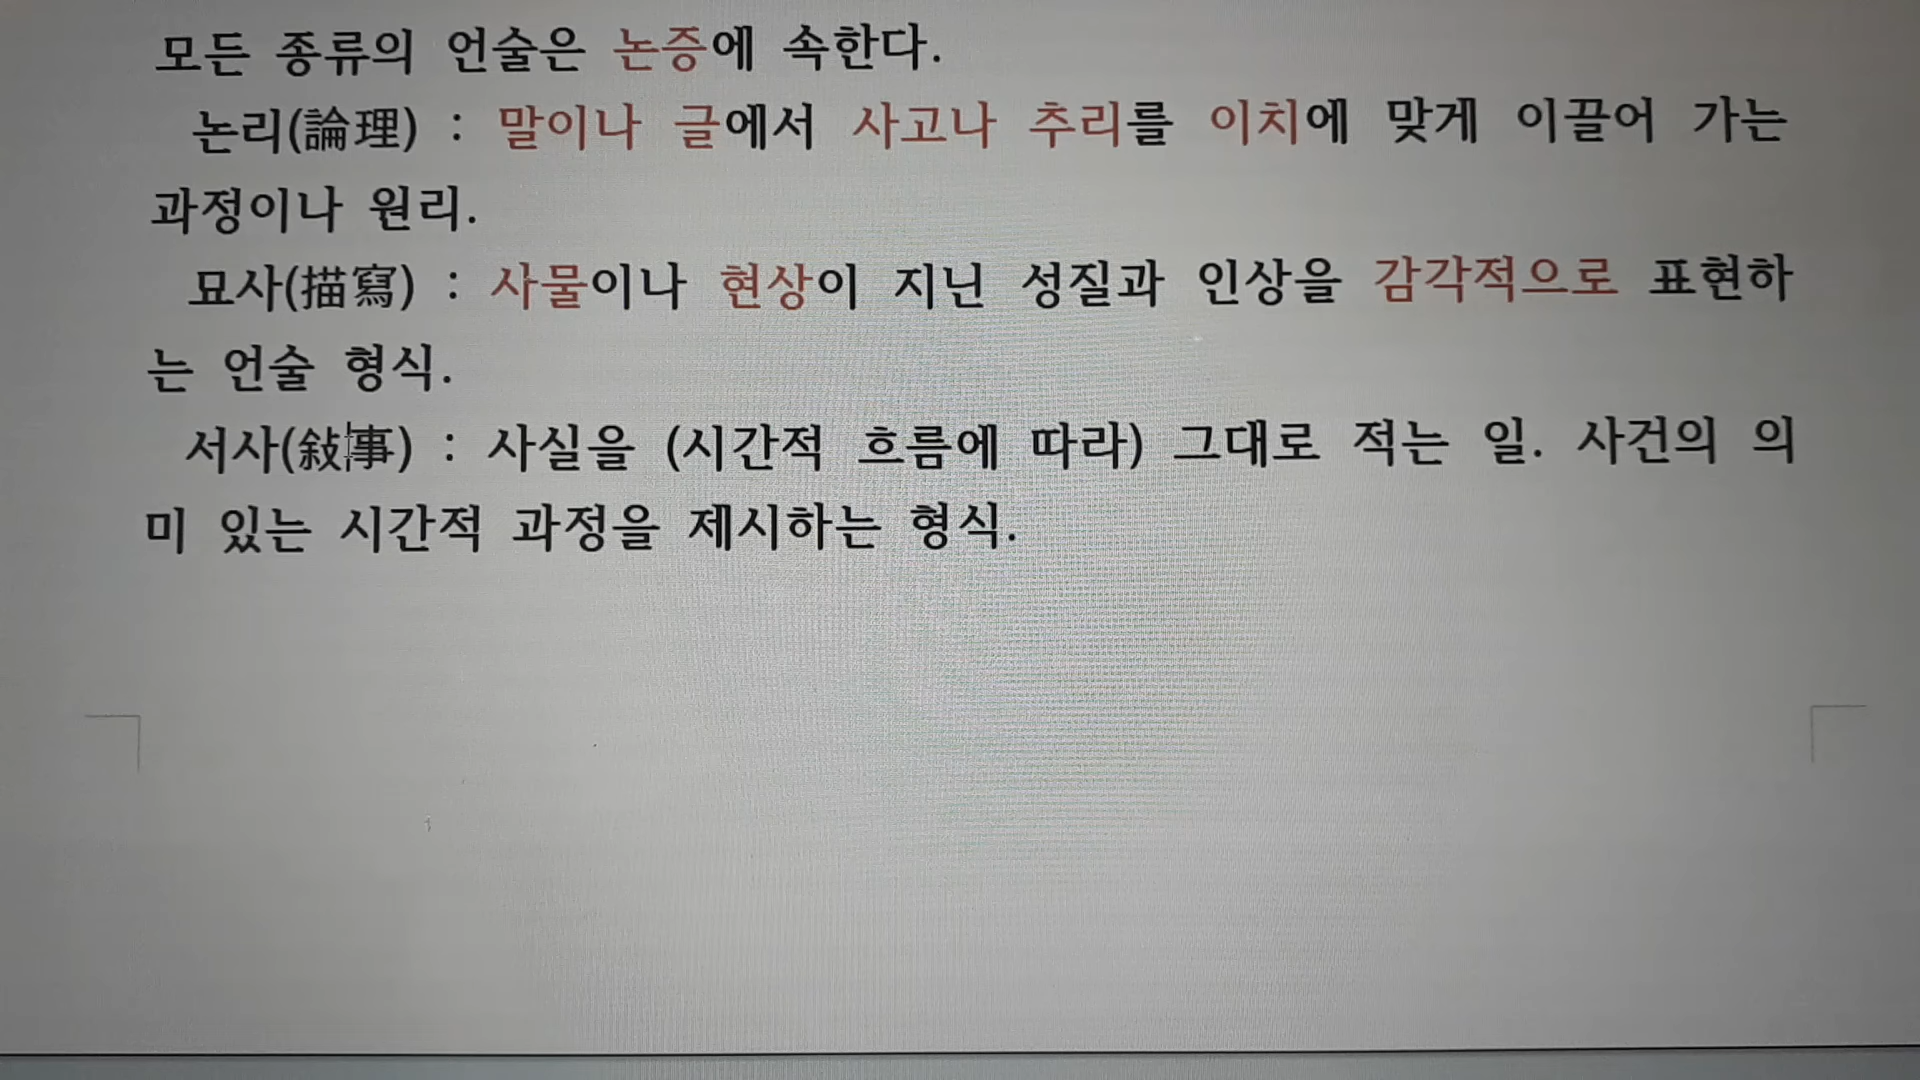 모든 종류의 언술은 논증에 속한다.
논리(論理) : 말이나 글에서 사고나 추리를 이치에 맞게 이끌어 가는
과정이나 원리.
묘사(描寫) : 사물이나 현상이 지닌 성질과 인상을 감각적으로 표현하
는 언술 형식.
서사(敍事) : 사실을 (시간적 흐름에 따라) 그대로 적는 일. 사건의 의
미 있는 시간적 과정을 제시하는 형식.